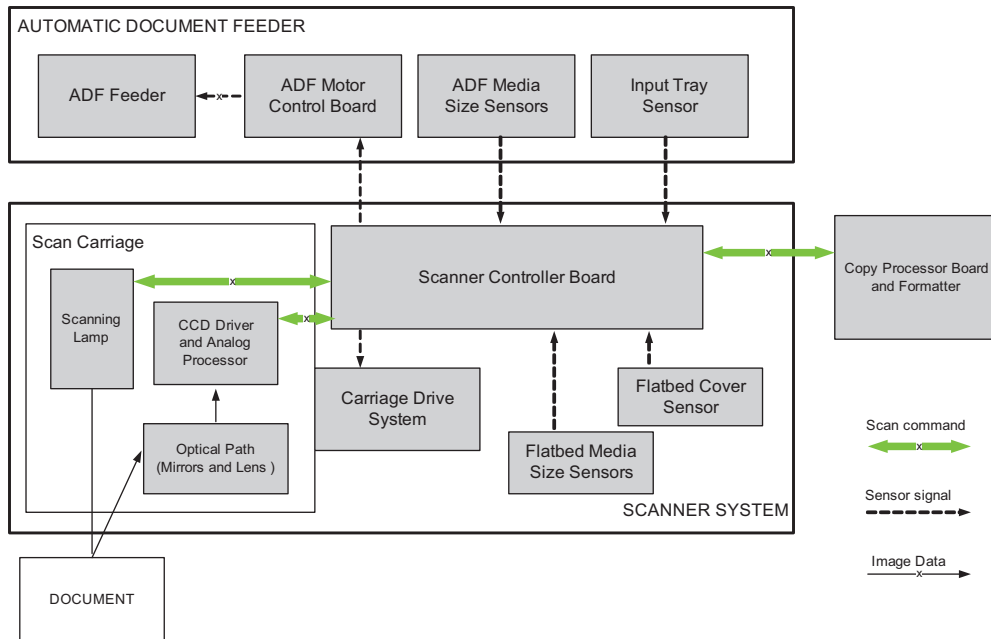 AUTOMATIC DOCUMENT FEEDER
ADF Feeder
ADF Motor
Control Board
ADF Media
Size Sensors
Input Tray
Sensor
x
Scan Carriage
Scanner Controller Board
x
Copy Processor Board
and Formatter
x
Scanning
Lamp
CCD Driver
and Analog
Processor
x
Carriage Drive
System
Flatbed Cover
Sensor
Optical Path
(Mirrors and Lens )
Flatbed Media
Size Sensors
SCANNER SYSTEM
Scan command
x
Sensor signal
Image Data
x
DOCUMENT